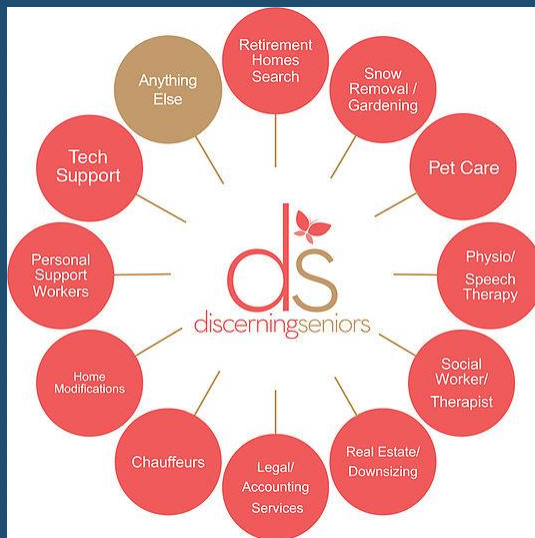 Retirement
Homes
Search
Snow
Removal /
Gardening
Pet Care
Physio/
Speech
Therapy
Social
Worker/
Therapist
Real Estate/
Downsizing
Legal/
Accounting
Services
Chauffeurs
Home
Modifications
Personal
Support
Workers
Tech
Support
Anything
Else
ds
discerningseniors